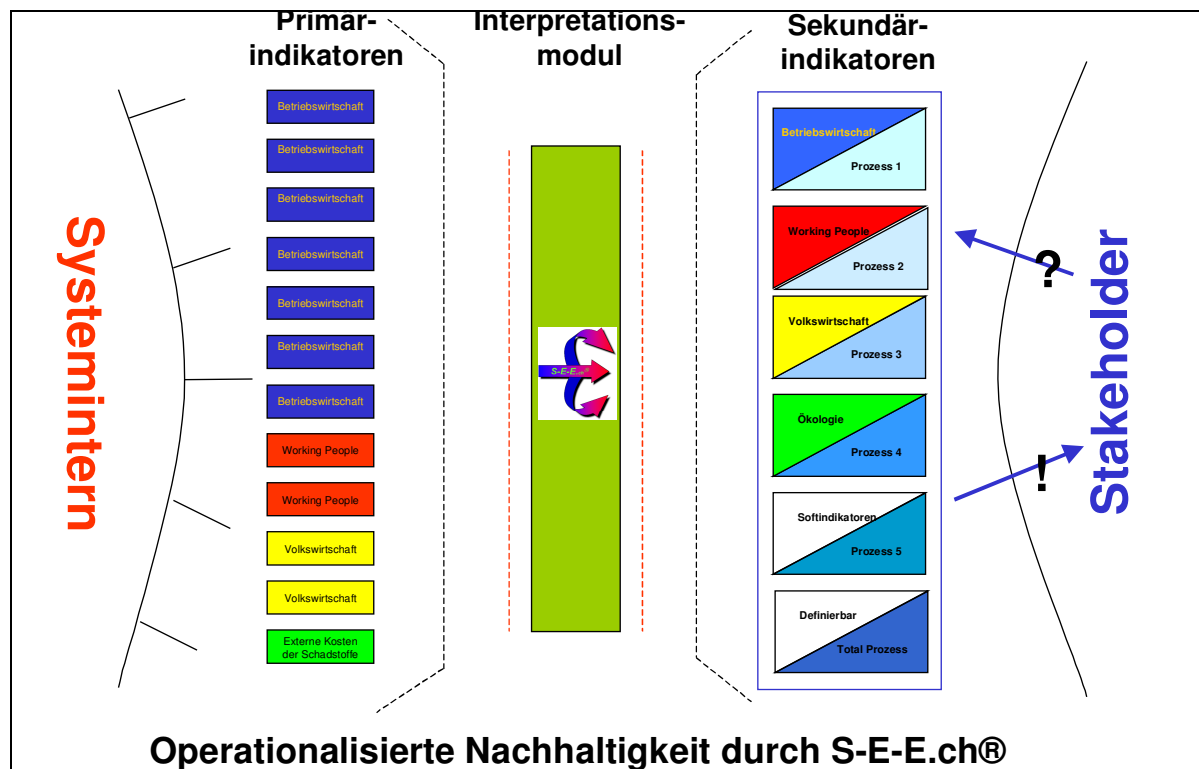 Primär-
indikatoren
Interpretations-
modul
Sekundär-
indikatoren
Systemintern
Betriebswirtschaft
Betriebswirtschaft
Betriebswirtschaft
Betriebswirtschaft
Betriebswirtschaft
Betriebswirtschaft
Betriebswirtschaft
Working People
Working People
Volkswirtschaft
Volkswirtschaft
Externe Kosten
der Schadstoffe
S-E-E.ch®
Betriebswirtschaft
Prozess 1
Working People
Prozess 2
Volkswirtschaft
Prozess 3
Ökologie
Prozess 4
Softindikatoren
Prozess 5
Definierbar
Total Prozess
?
!
Stakeholder
Operationalisierte Nachhaltigkeit durch S-E-E.ch®